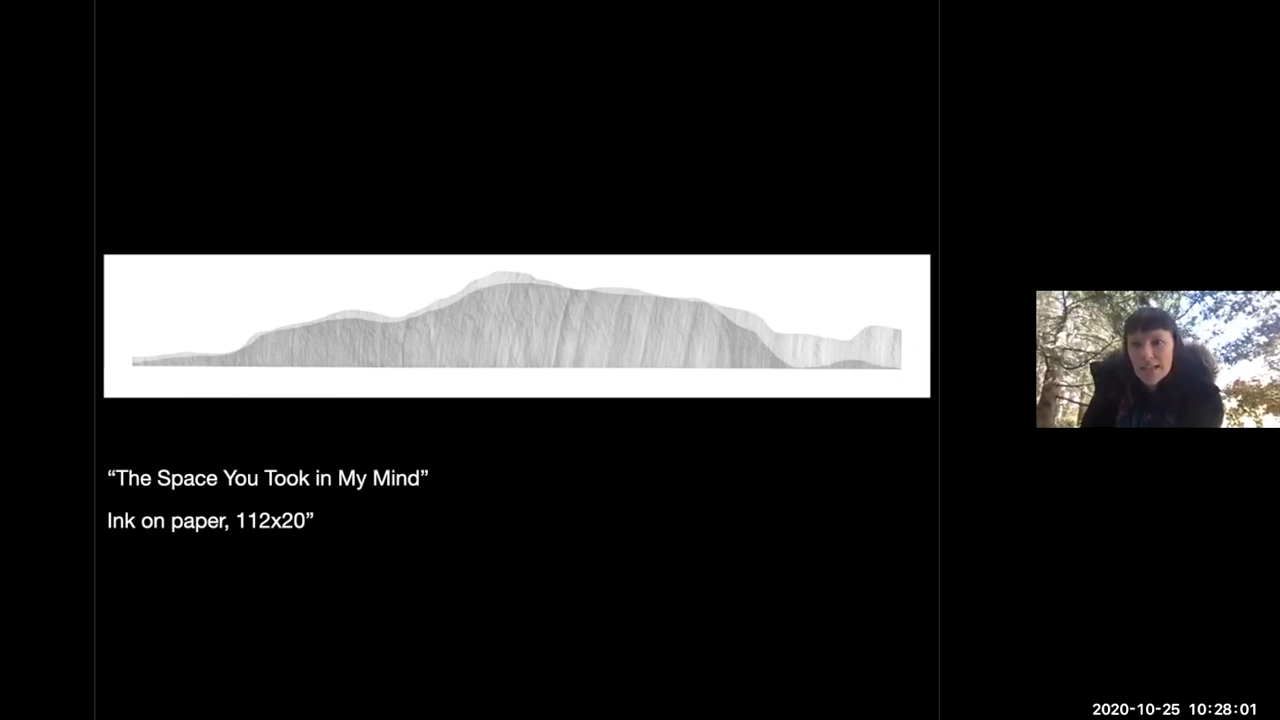 “The Space You Took in My Mind”
Ink on paper, 112x20”
2020-10-25 10:28:01